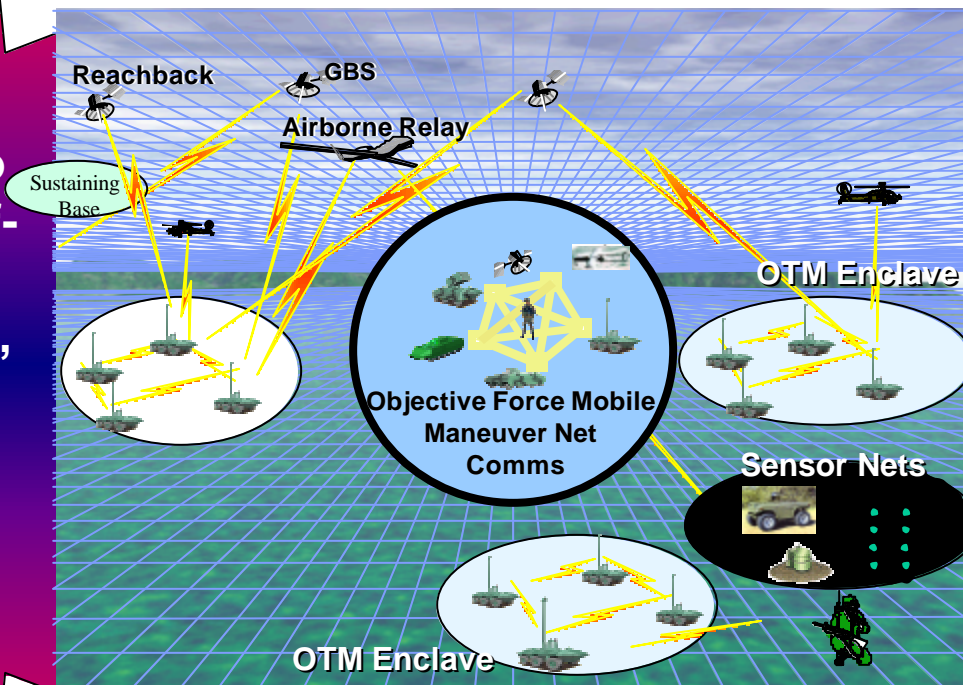 Reachback
GBS
Airborne Relay
Sustaining
Base
OTM Enclave
Objective Force Mobile
Maneuver Net
Comms
Sensor Nets
OTM Enclave